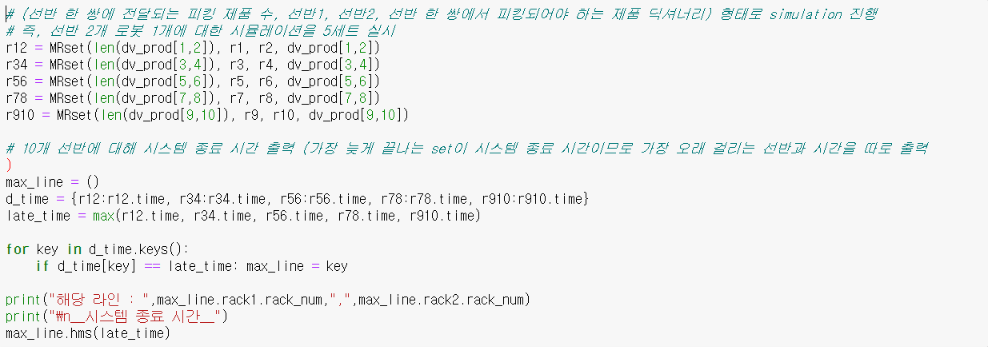 # (선반 한 쌍에 전달되는 피킹 제품 수, 선반1, 선반2, 선반 한 쌍에서 피킹되어야 하는 제품 딕셔너리) 형태로 simulation 진행
# 즉, 선반 2개 로봇 1개에 대한 시뮬레이션을 5세트 실시
r12 = MRset(len(dv_prod[1,2]), r1, r2, dv_prod[1,2])
r34 = MRset(len(dv_prod[3,4]), r3, r4, dv_prod[3,4])
r56 = MRset(len(dv_prod[5,6]), r5, r6, dv_prod[5,6])
r78 = MRset(len(dv_prod[7,8]), r7, r8, dv_prod[7,8])
r910 = MRset(len(dv_prod[9,10]), r9, r10, dv_prod[9,10])
# 10개 선반에 대해 시스템 종료 시간 출력 (가장 늦게 끝나는 set이 시스템 종료 시간이므로 가장 오래 걸리는 선반과 시간을 따로 출력
)
max_line = ()
d_time = {r12:r12.time, r34:r34.time, r56:r56.time, r78:r78.time, r910:r910.time}
late_time = max(r12.time, r34.time, r56.time, r78.time, r910.time)
for key in d_time.keys():
    if d_time[key] == late_time: max_line = key
print("해당 라인 : ",max_line.rack1.rack_num,",",max_line.rack2.rack_num)
print("₩n__시스템 종료 시간__")
max_line.hms(late_time)